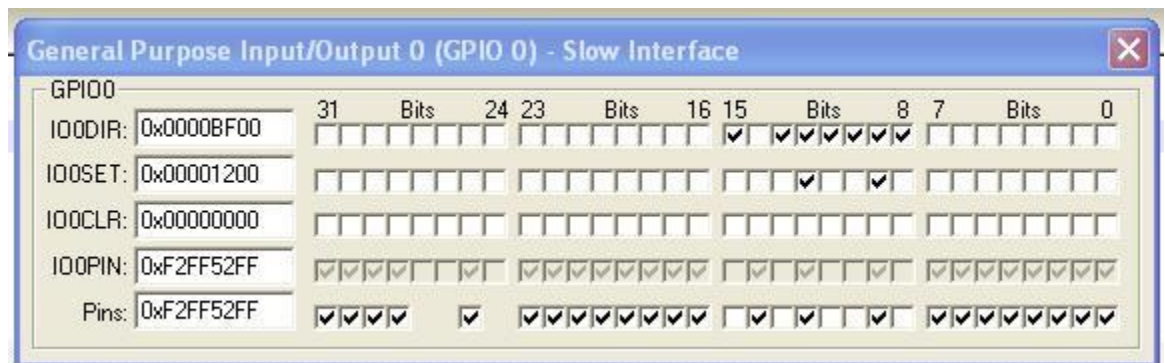 General Purpose Input/Output 0 (GPIO 0) - Slow Interface
GPIO0
31 Bits 24 23 Bits 16 15 Bits 8 7 Bits 0
IO0DIR: 0x0000BF00
IO0SET: 0x00001200
IO0CLR: 0x00000000
IO0PIN: 0xF2FF52FF
Pins: 0xF2FF52FF